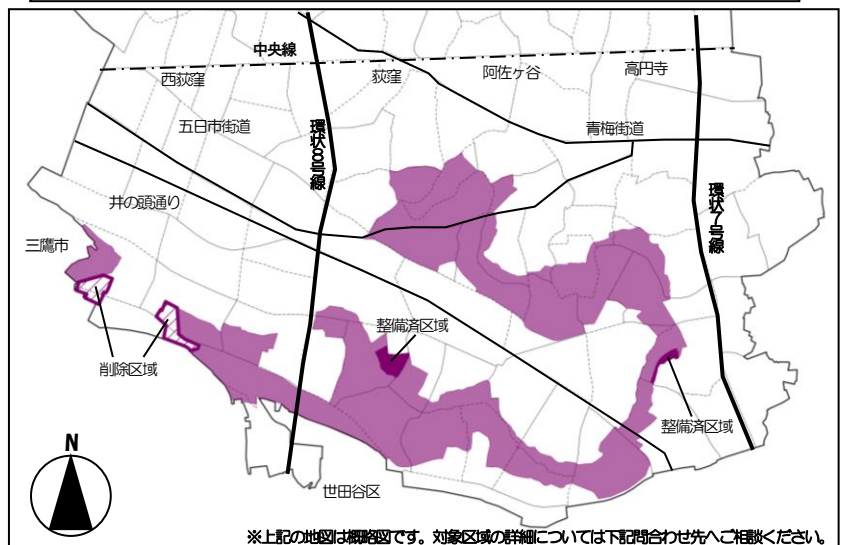 中央線
西荻窪
荻窪
阿佐ヶ谷
高円寺
五日市街道
環状8号線
青梅街道
井の頭通り
環状7号線
三鷹市
整備済区域
削除区域
整備済区域
N
世田谷区
※上記の地図は概略図です。対象区域の詳細については下記問合わせ先へご相談ください。